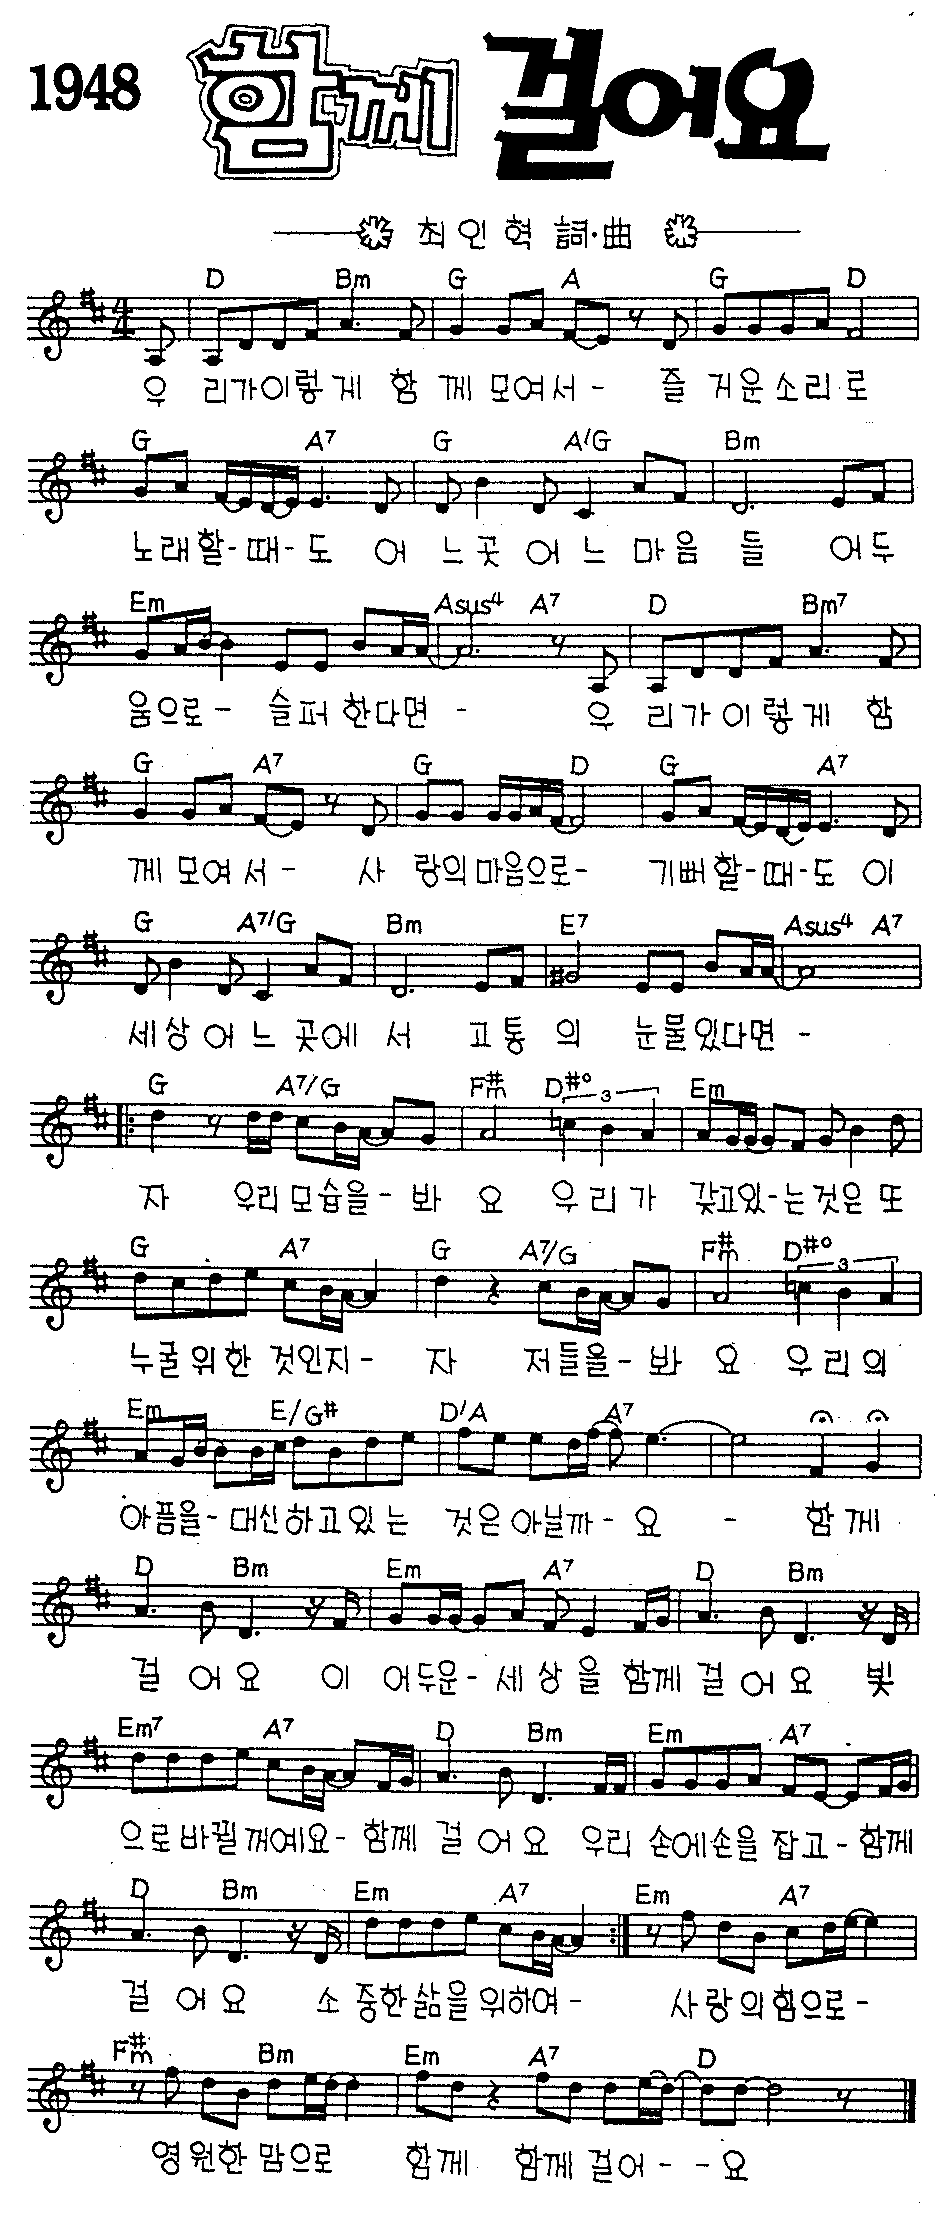 1948 함께 걸어요
최인혁 詞·曲
D Bm G A G D
우 리가이렇게 함 께 모여서 - 즐 거운소리로
G A7 G A/G Bm
노래할-때-도 어 느곳 어느 마음 들 어두
Em Asus4 A7 D Bm7
움으로 - 슬퍼한다면 - 우 리가이렇게 함
G A7 G D G A7
께 모여서 - 사 랑의마음으로- 기뻐할-때-도 이
G A7/G Bm E7 Asus4 A7
세상 어느 곳에 서 고통 의 눈물있다면 -
G A7/G F#m D#° 3 Em
자 우리모습을-봐 요 우리가 갖고있-는것은 또
G A7 G A7/G F#m D#° 3
누굴위한 것인지- 자 저들을-봐 요 우리의
Em E/G# D/A A7
아픔을-대신하고있는 것은아닐까-요 - 함께
D Bm Em A7 D Bm
걸 어요 이 어두운-세상을 함께걸 어요 빛
Em7 A7 D Bm Em A7
으로바뀔꺼예요-함께 걸 어요 우리 손에손을잡고-함께
D Bm Em A7 Em A7
걸 어요 소 중한삶을위하여- 사랑의힘으로-
F#m Bm Em A7 D
영원한 맘으로 함께 함께걸어--요